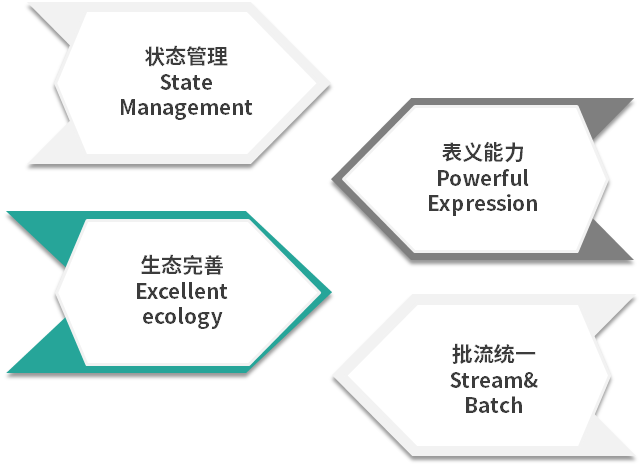 状态管理
State
Management
表义能力
Powerful
Expression
生态完善
Excellent
ecology
批流统一
Stream&
Batch